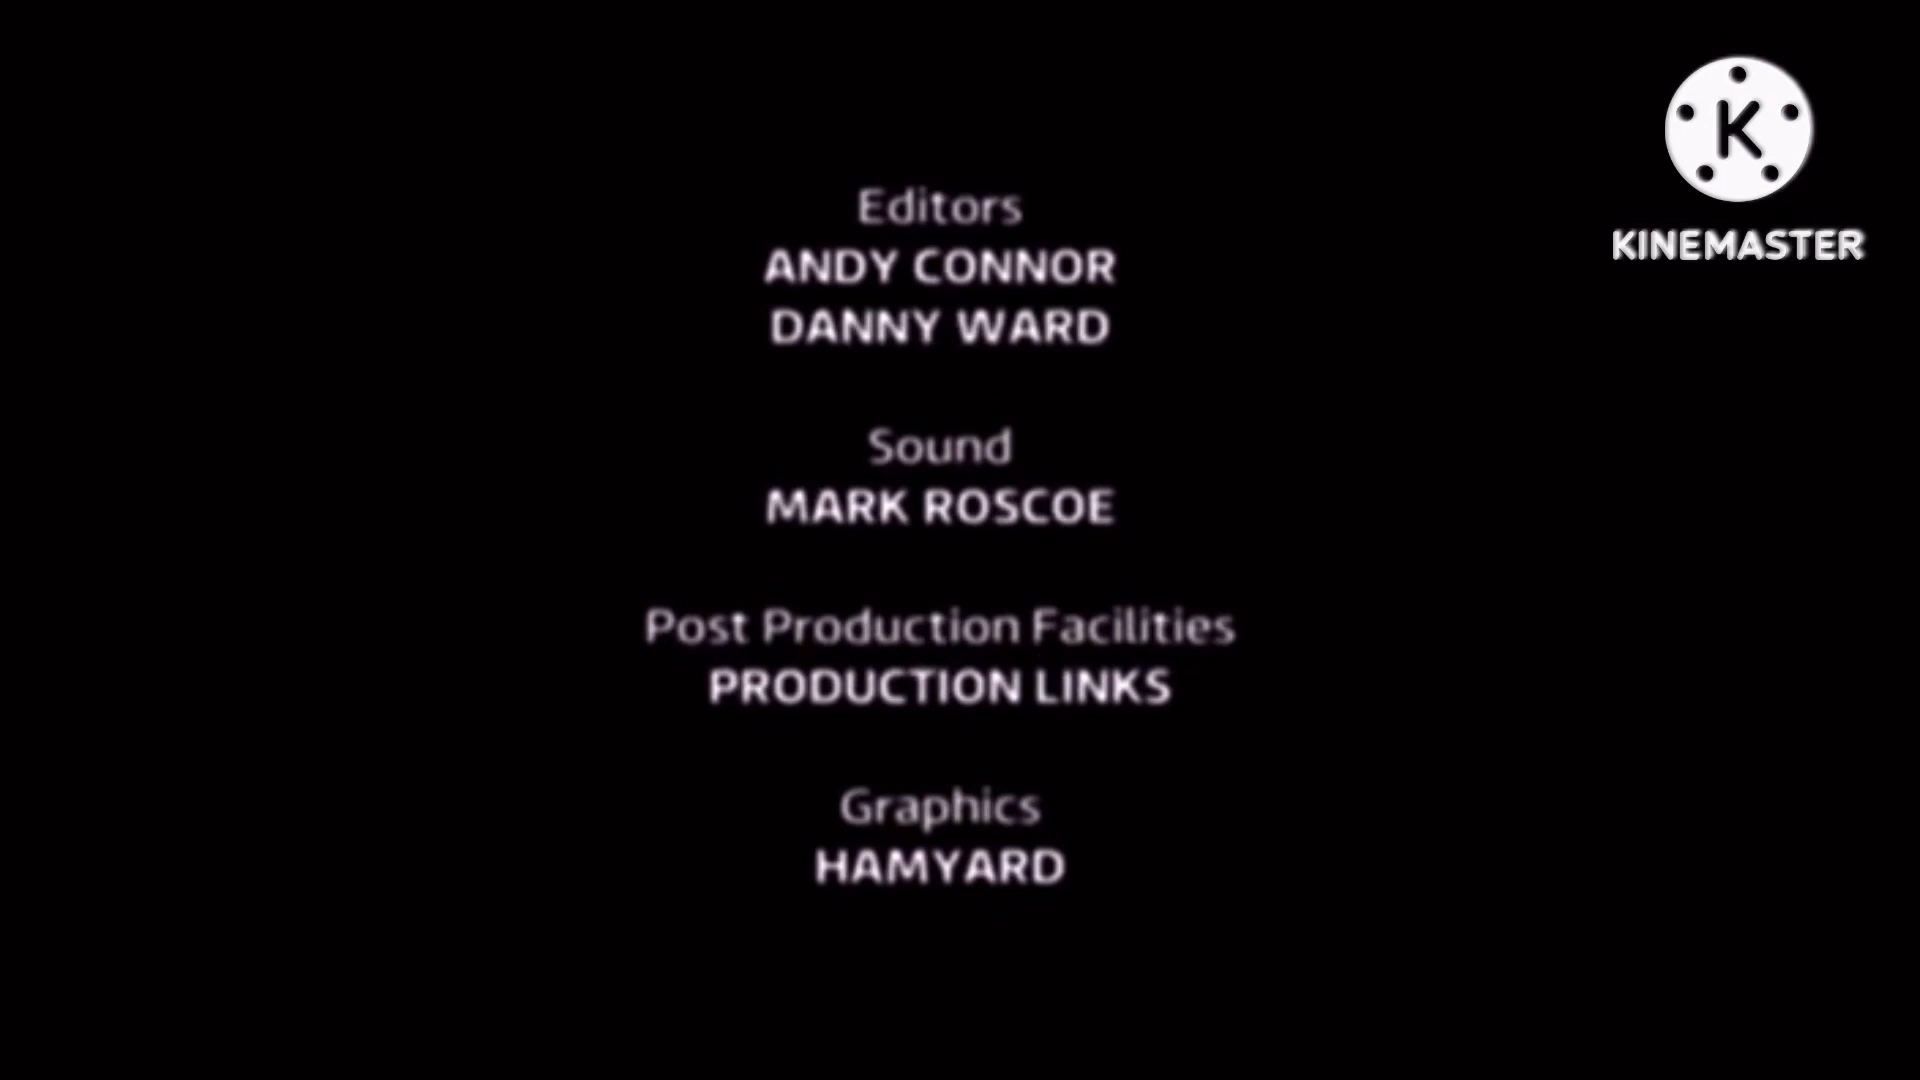 K
KINEMASTER
Editors
ANDY CONNOR
DANNY WARD
Sound
MARK ROSCOE
Post Production Facilities
PRODUCTION LINKS
Graphics
HAMYARD